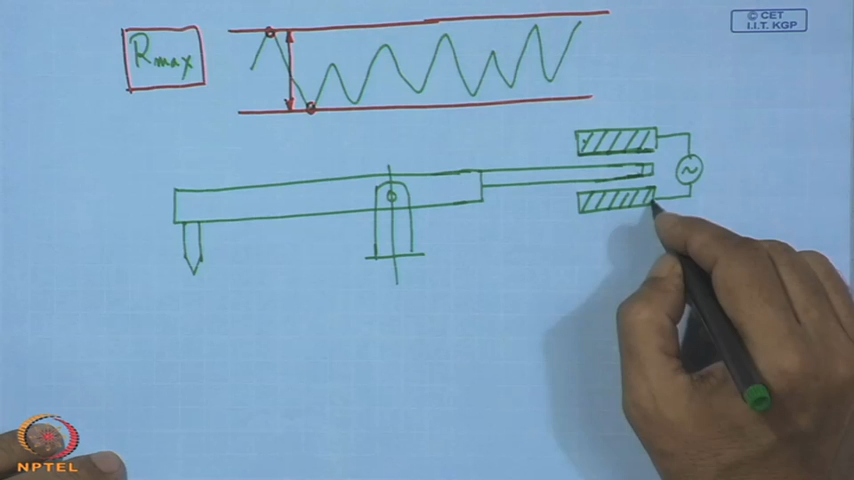 © CET
I.I.T. KGP
Rmax
~
NPTEL